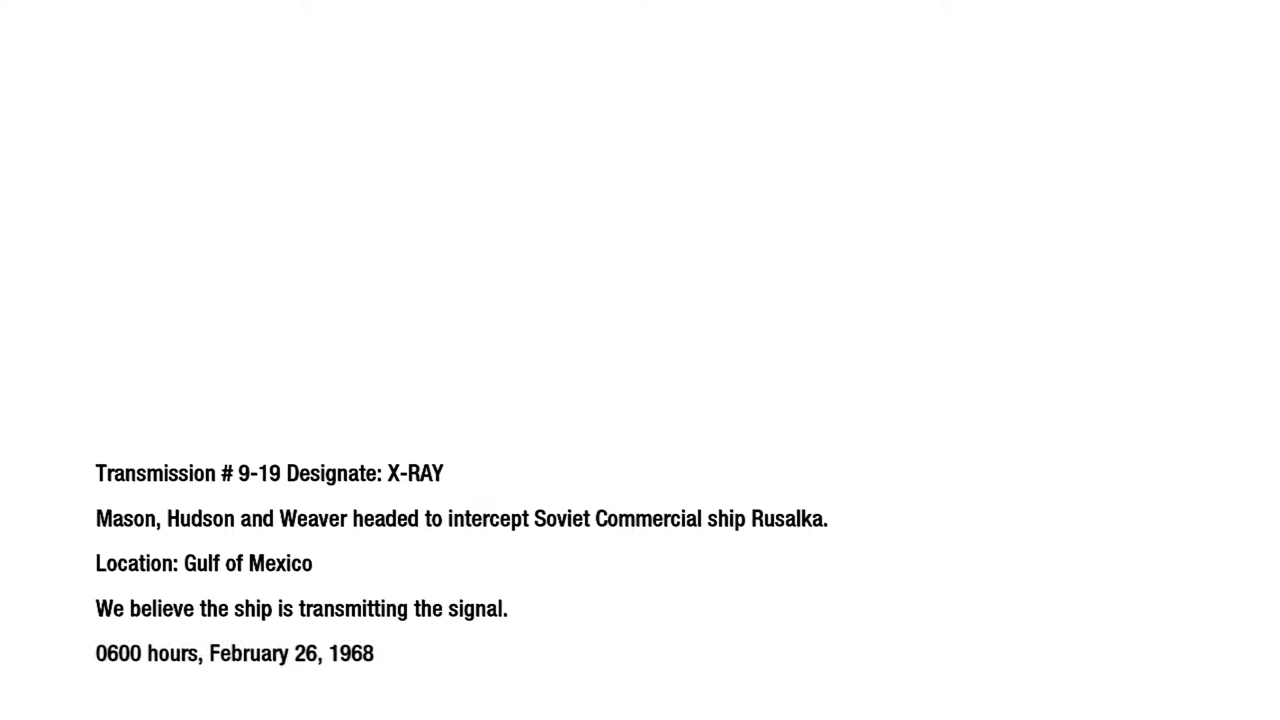 Transmission # 9-19 Designate: X-RAY
Mason, Hudson and Weaver headed to intercept Soviet Commercial ship Rusalka.
Location: Gulf of Mexico
We believe the ship is transmitting the signal.
0600 hours, February 26, 1968